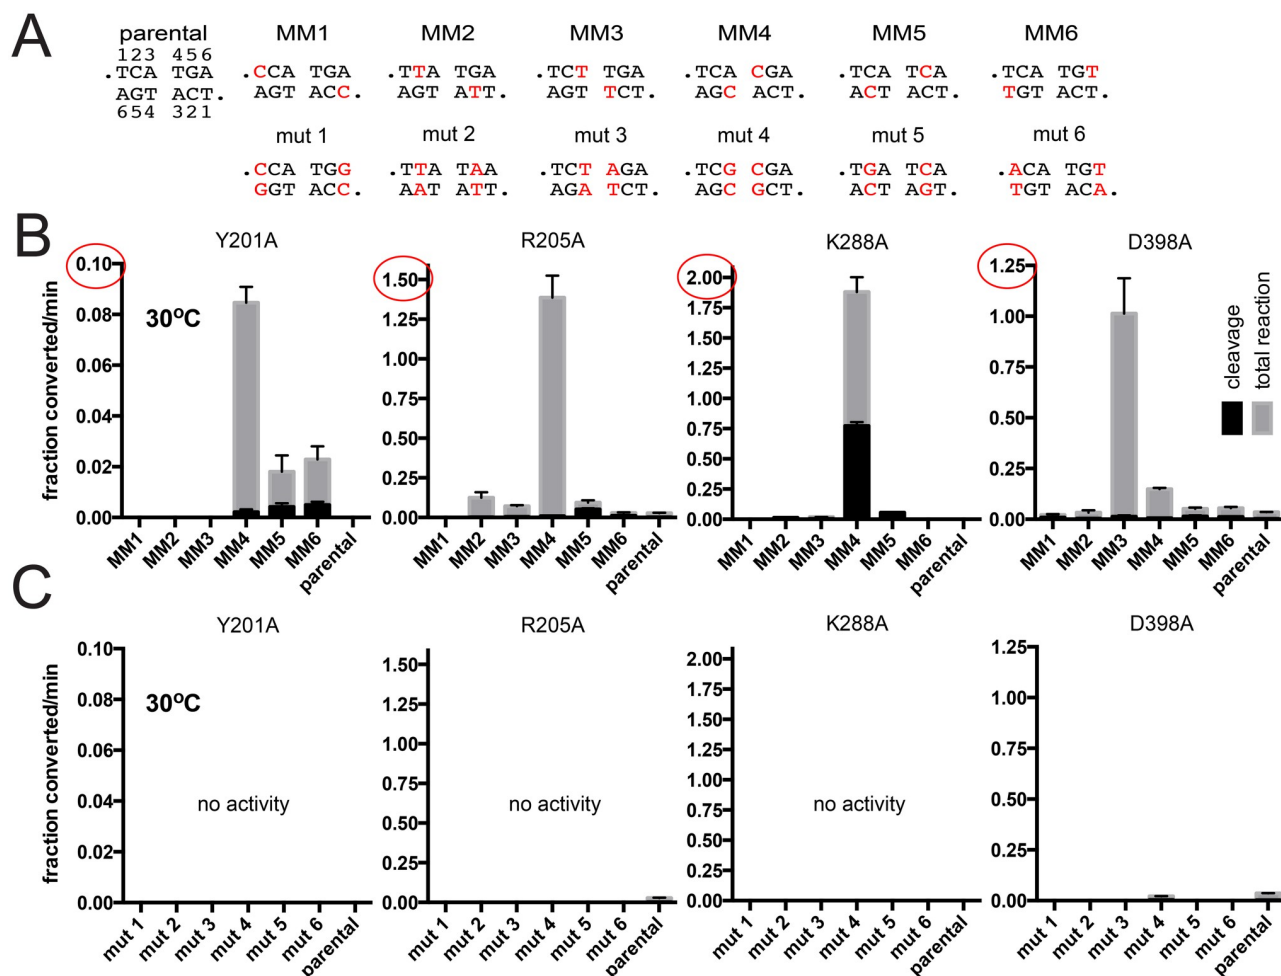 A
parental MM1 MM2 MM3 MM4 MM5 MM6
123 456
.TCA TGA .CCA TGA .TTA TGA .TCT TGA .TCA CGA .TCA TCA .TCA TGT
AGT ACT. AGT ACC. AGT ATT. AGT TCT. AGC ACT. ACT ACT. TGT ACT.
654 321
mut 1 mut 2 mut 3 mut 4 mut 5 mut 6
.CCA TGG .TTA TAA .TCT AGA .TCG CGA .TGA TCA .ACA TGT
GGT ACC. AAT ATT. AGA TCT. AGC GCT. ACT AGT. TGT ACA.
B
Y201A R205A K288A D398A
fraction converted/min
0.10
0.08
0.06
0.04
0.02
0.00
30°C
MM1 MM2 MM3 MM4 MM5 MM6 parental
1.50
1.25
1.00
0.75
0.50
0.25
0.00
MM1 MM2 MM3 MM4 MM5 MM6 parental
2.00
1.75
1.50
1.25
1.00
0.75
0.50
0.25
0.00
MM1 MM2 MM3 MM4 MM5 MM6 parental
1.25
1.00
0.75
0.50
0.25
0.00
MM1 MM2 MM3 MM4 MM5 MM6 parental
cleavage
total reaction
C
Y201A R205A K288A D398A
fraction converted/min
0.10
0.08
0.06
0.04
0.02
0.00
30°C
no activity
mut 1 mut 2 mut 3 mut 4 mut 5 mut 6 parental
1.50
1.25
1.00
0.75
0.50
0.25
0.00
no activity
mut 1 mut 2 mut 3 mut 4 mut 5 mut 6 parental
2.00
1.75
1.50
1.25
1.00
0.75
0.50
0.25
0.00
no activity
mut 1 mut 2 mut 3 mut 4 mut 5 mut 6 parental
1.25
1.00
0.75
0.50
0.25
0.00
mut 1 mut 2 mut 3 mut 4 mut 5 mut 6 parental